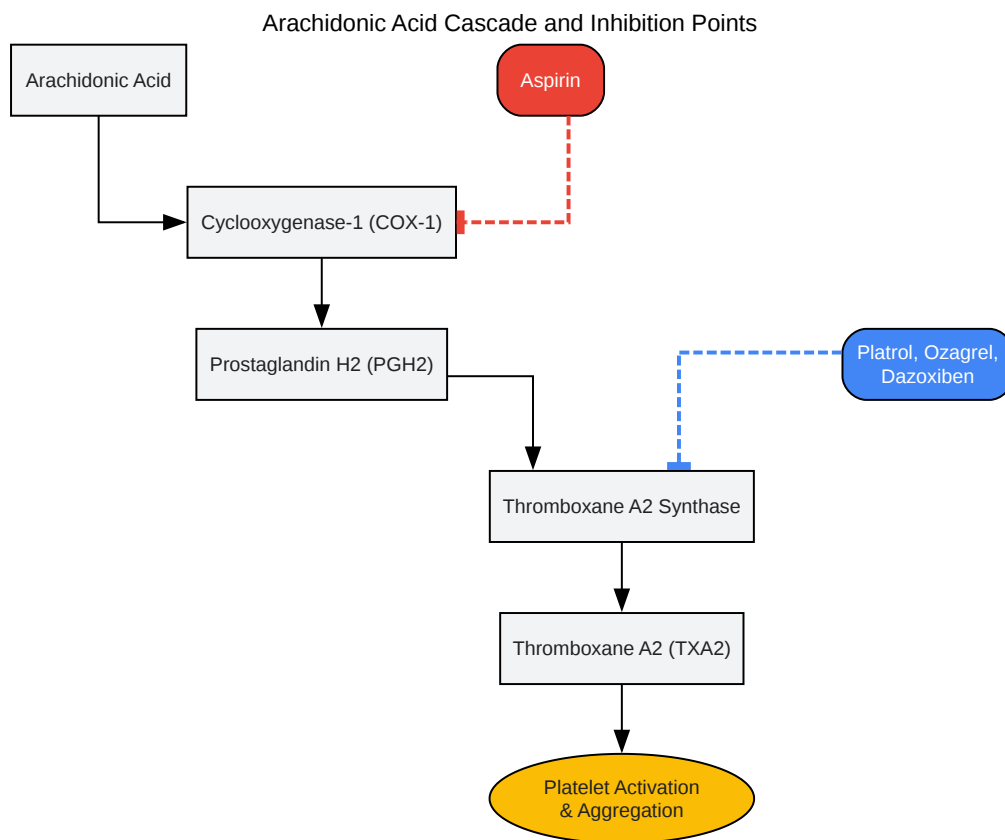 Arachidonic Acid Cascade and Inhibition Points
Arachidonic Acid
Aspirin
Cyclooxygenase-1 (COX-1)
Prostaglandin H2 (PGH2)
Platrol, Ozagrel,
Dazoxiben
Thromboxane A2 Synthase
Thromboxane A2 (TXA2)
Platelet Activation
& Aggregation